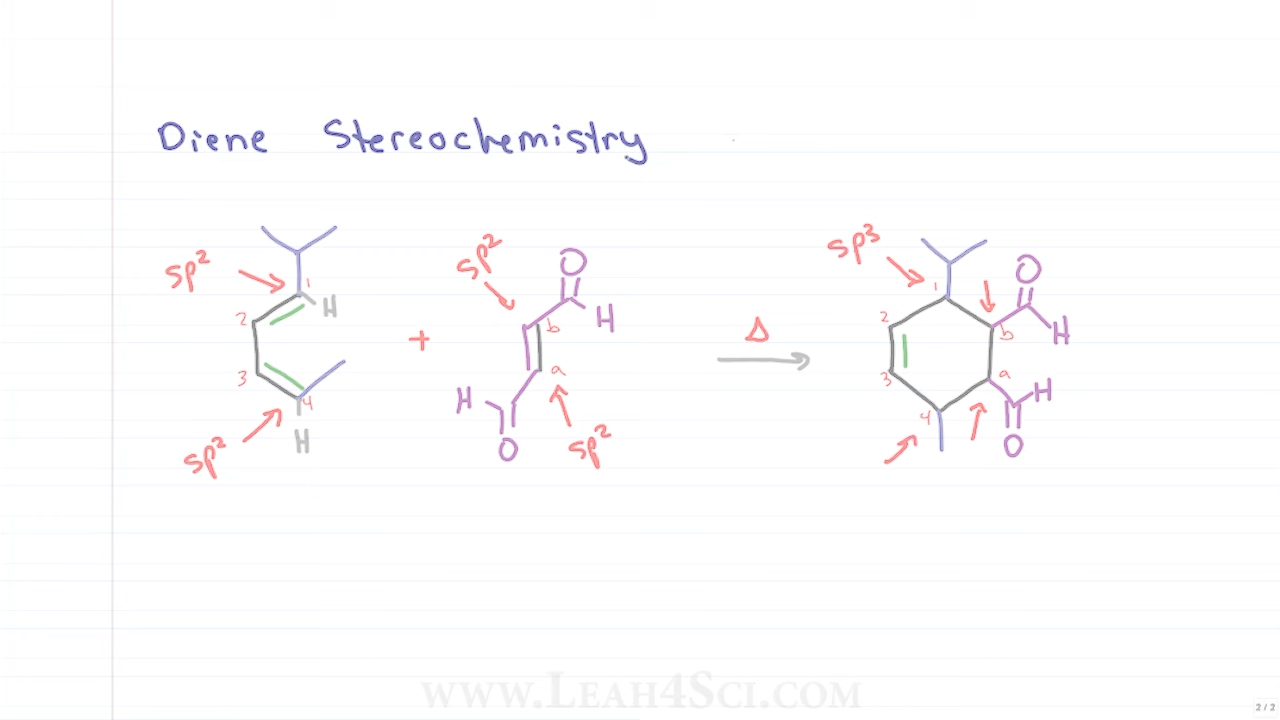 Diene Stereochemistry
sp² 1 H 2 3 4 sp² H
+
sp² O H b a H O sp²
Δ
sp³ 1 O 2 b H 3 a H 4 O
www.Leah4Sci.com
2 / 2